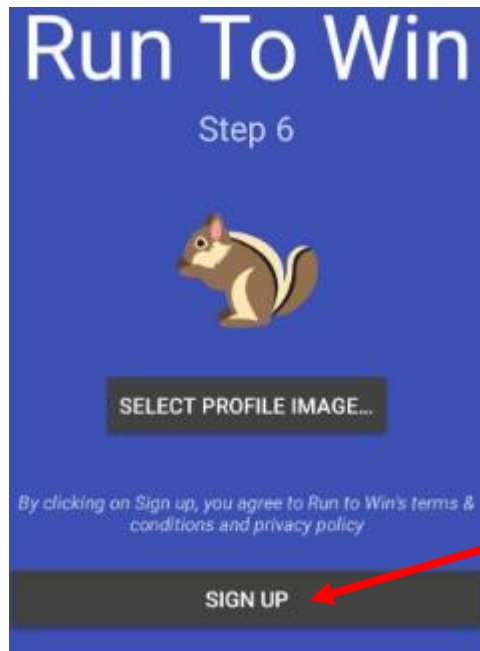 Run To Win
Step 6
SELECT PROFILE IMAGE...
By clicking on Sign up, you agree to Run to Win's terms &
conditions and privacy policy
SIGN UP